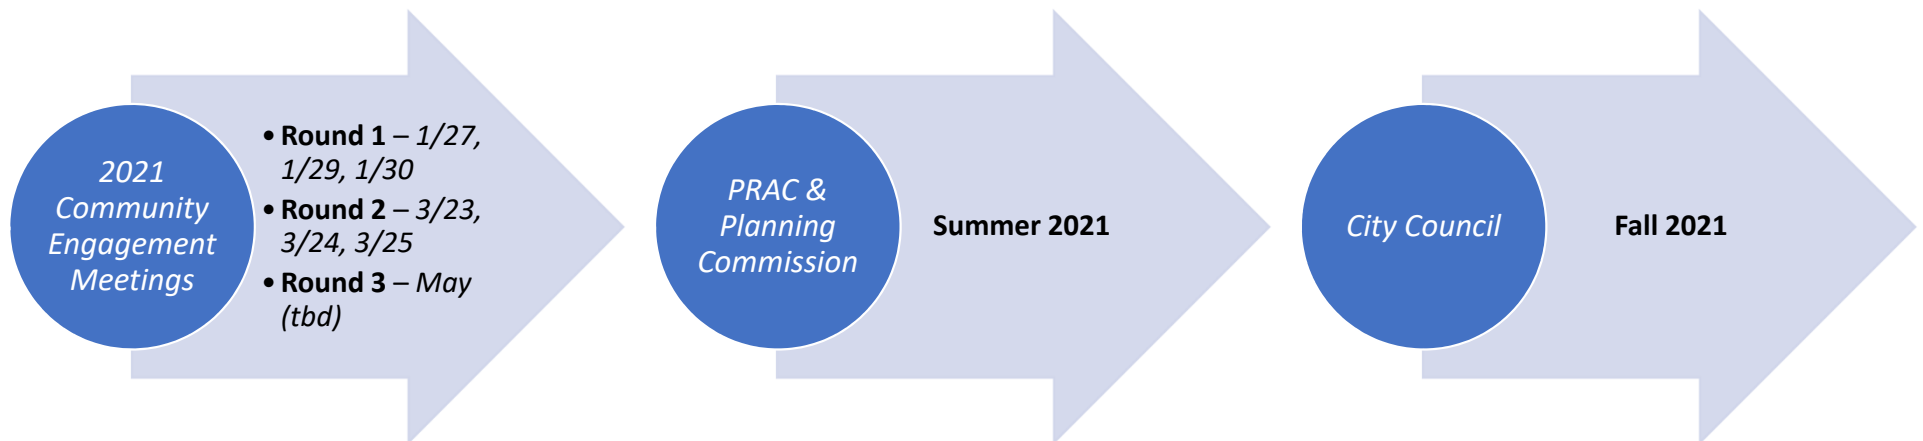 2021
Community
Engagement
Meetings
• Round 1 – 1/27,
1/29, 1/30
• Round 2 – 3/23,
3/24, 3/25
• Round 3 – May
(tbd)
PRAC &
Planning
Commission
Summer 2021
City Council
Fall 2021